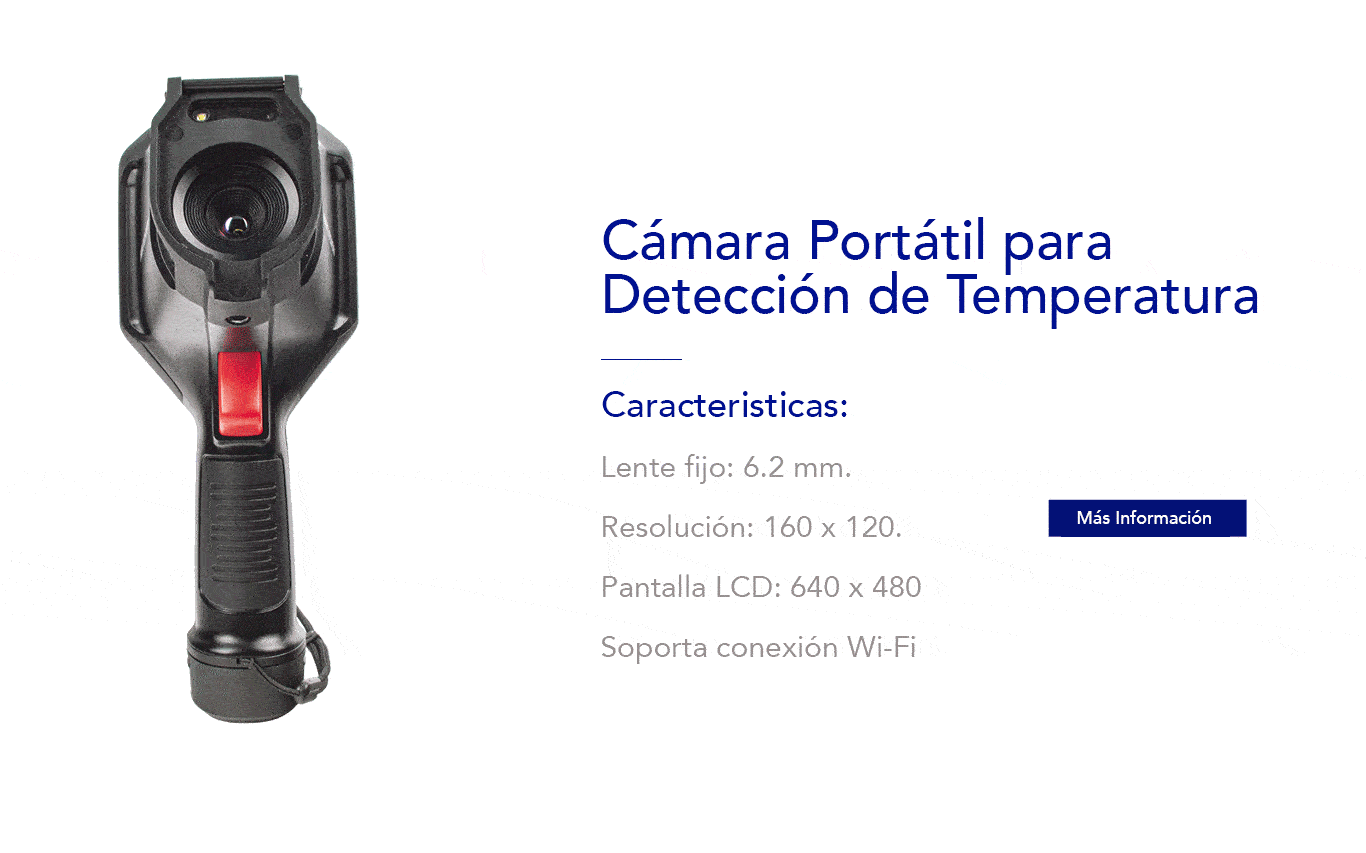 Cámara Portátil para
Detección de Temperatura
Caracteristicas:
Lente fijo: 6.2 mm.
Resolución: 160 x 120.
Más Información
Pantalla LCD: 640 x 480
Soporta conexión Wi-Fi